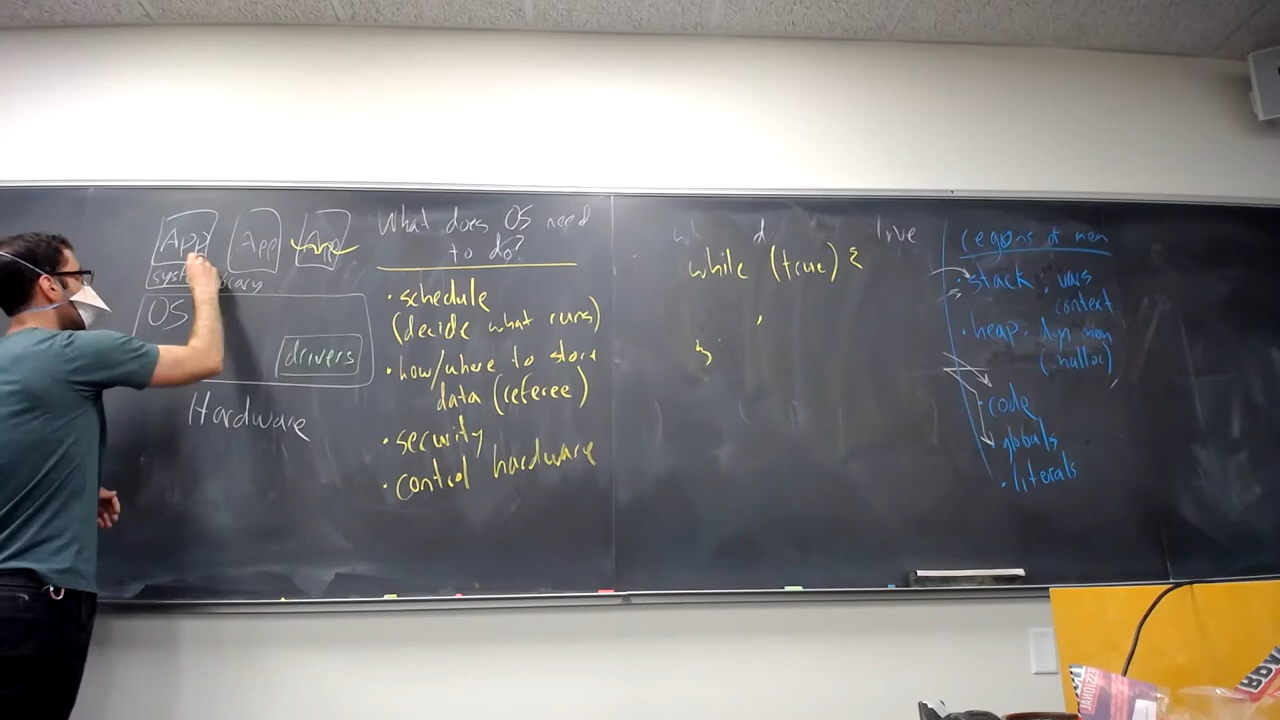 App
App
App
OS
drivers
Hardware
What does OS need
to do?
• schedule
(decide what runs)
• how/where to store
data (referee)
• security
• control hardware
live
while (true) {
}
regions of mem
• stack, vars
context
• heap - dyn mem
(malloc)
• code
• globals
• literals